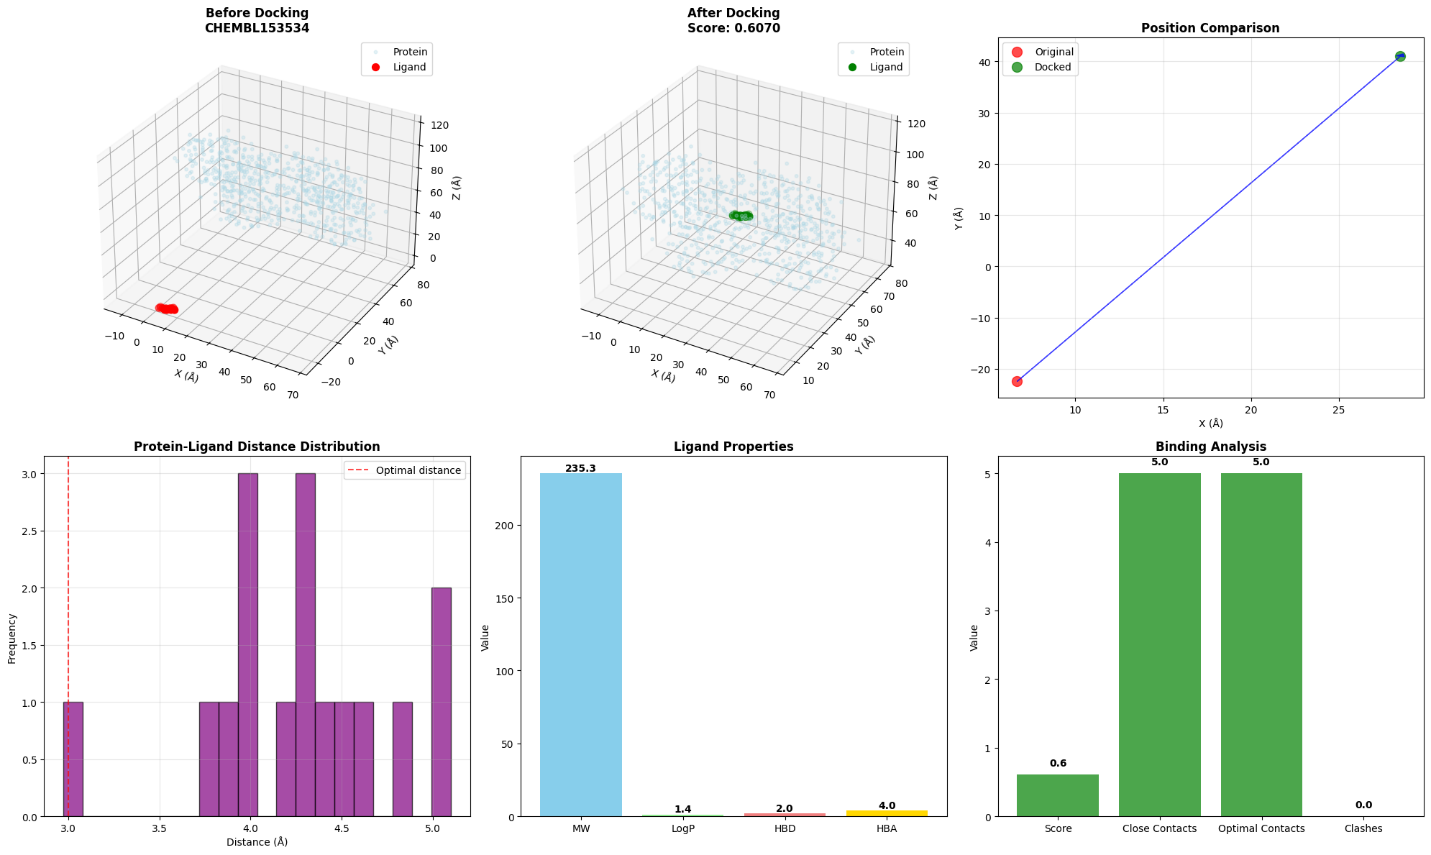 Before Docking
CHEMBL153534
Protein
Ligand
120
100
80
60
40
20
0
Z (Å)
80
60
40
20
0
−20
Y (Å)
−10
0
10
20
30
40
50
60
70
X (Å)
After Docking
Score: 0.6070
Protein
Ligand
120
100
80
60
40
Z (Å)
80
70
60
50
40
30
20
10
Y (Å)
−10
0
10
20
30
40
50
60
70
X (Å)
Position Comparison
Original
Docked
40
30
20
10
0
−10
−20
Y (Å)
10
15
20
25
X (Å)
Protein-Ligand Distance Distribution
Optimal distance
3.0
2.5
2.0
1.5
1.0
0.5
0.0
Frequency
3.0
3.5
4.0
4.5
5.0
Distance (Å)
Ligand Properties
235.3
1.4
2.0
4.0
200
150
100
50
0
Value
MW
LogP
HBD
HBA
Binding Analysis
5.0
5.0
0.6
0.0
5
4
3
2
1
0
Value
Score
Close Contacts
Optimal Contacts
Clashes